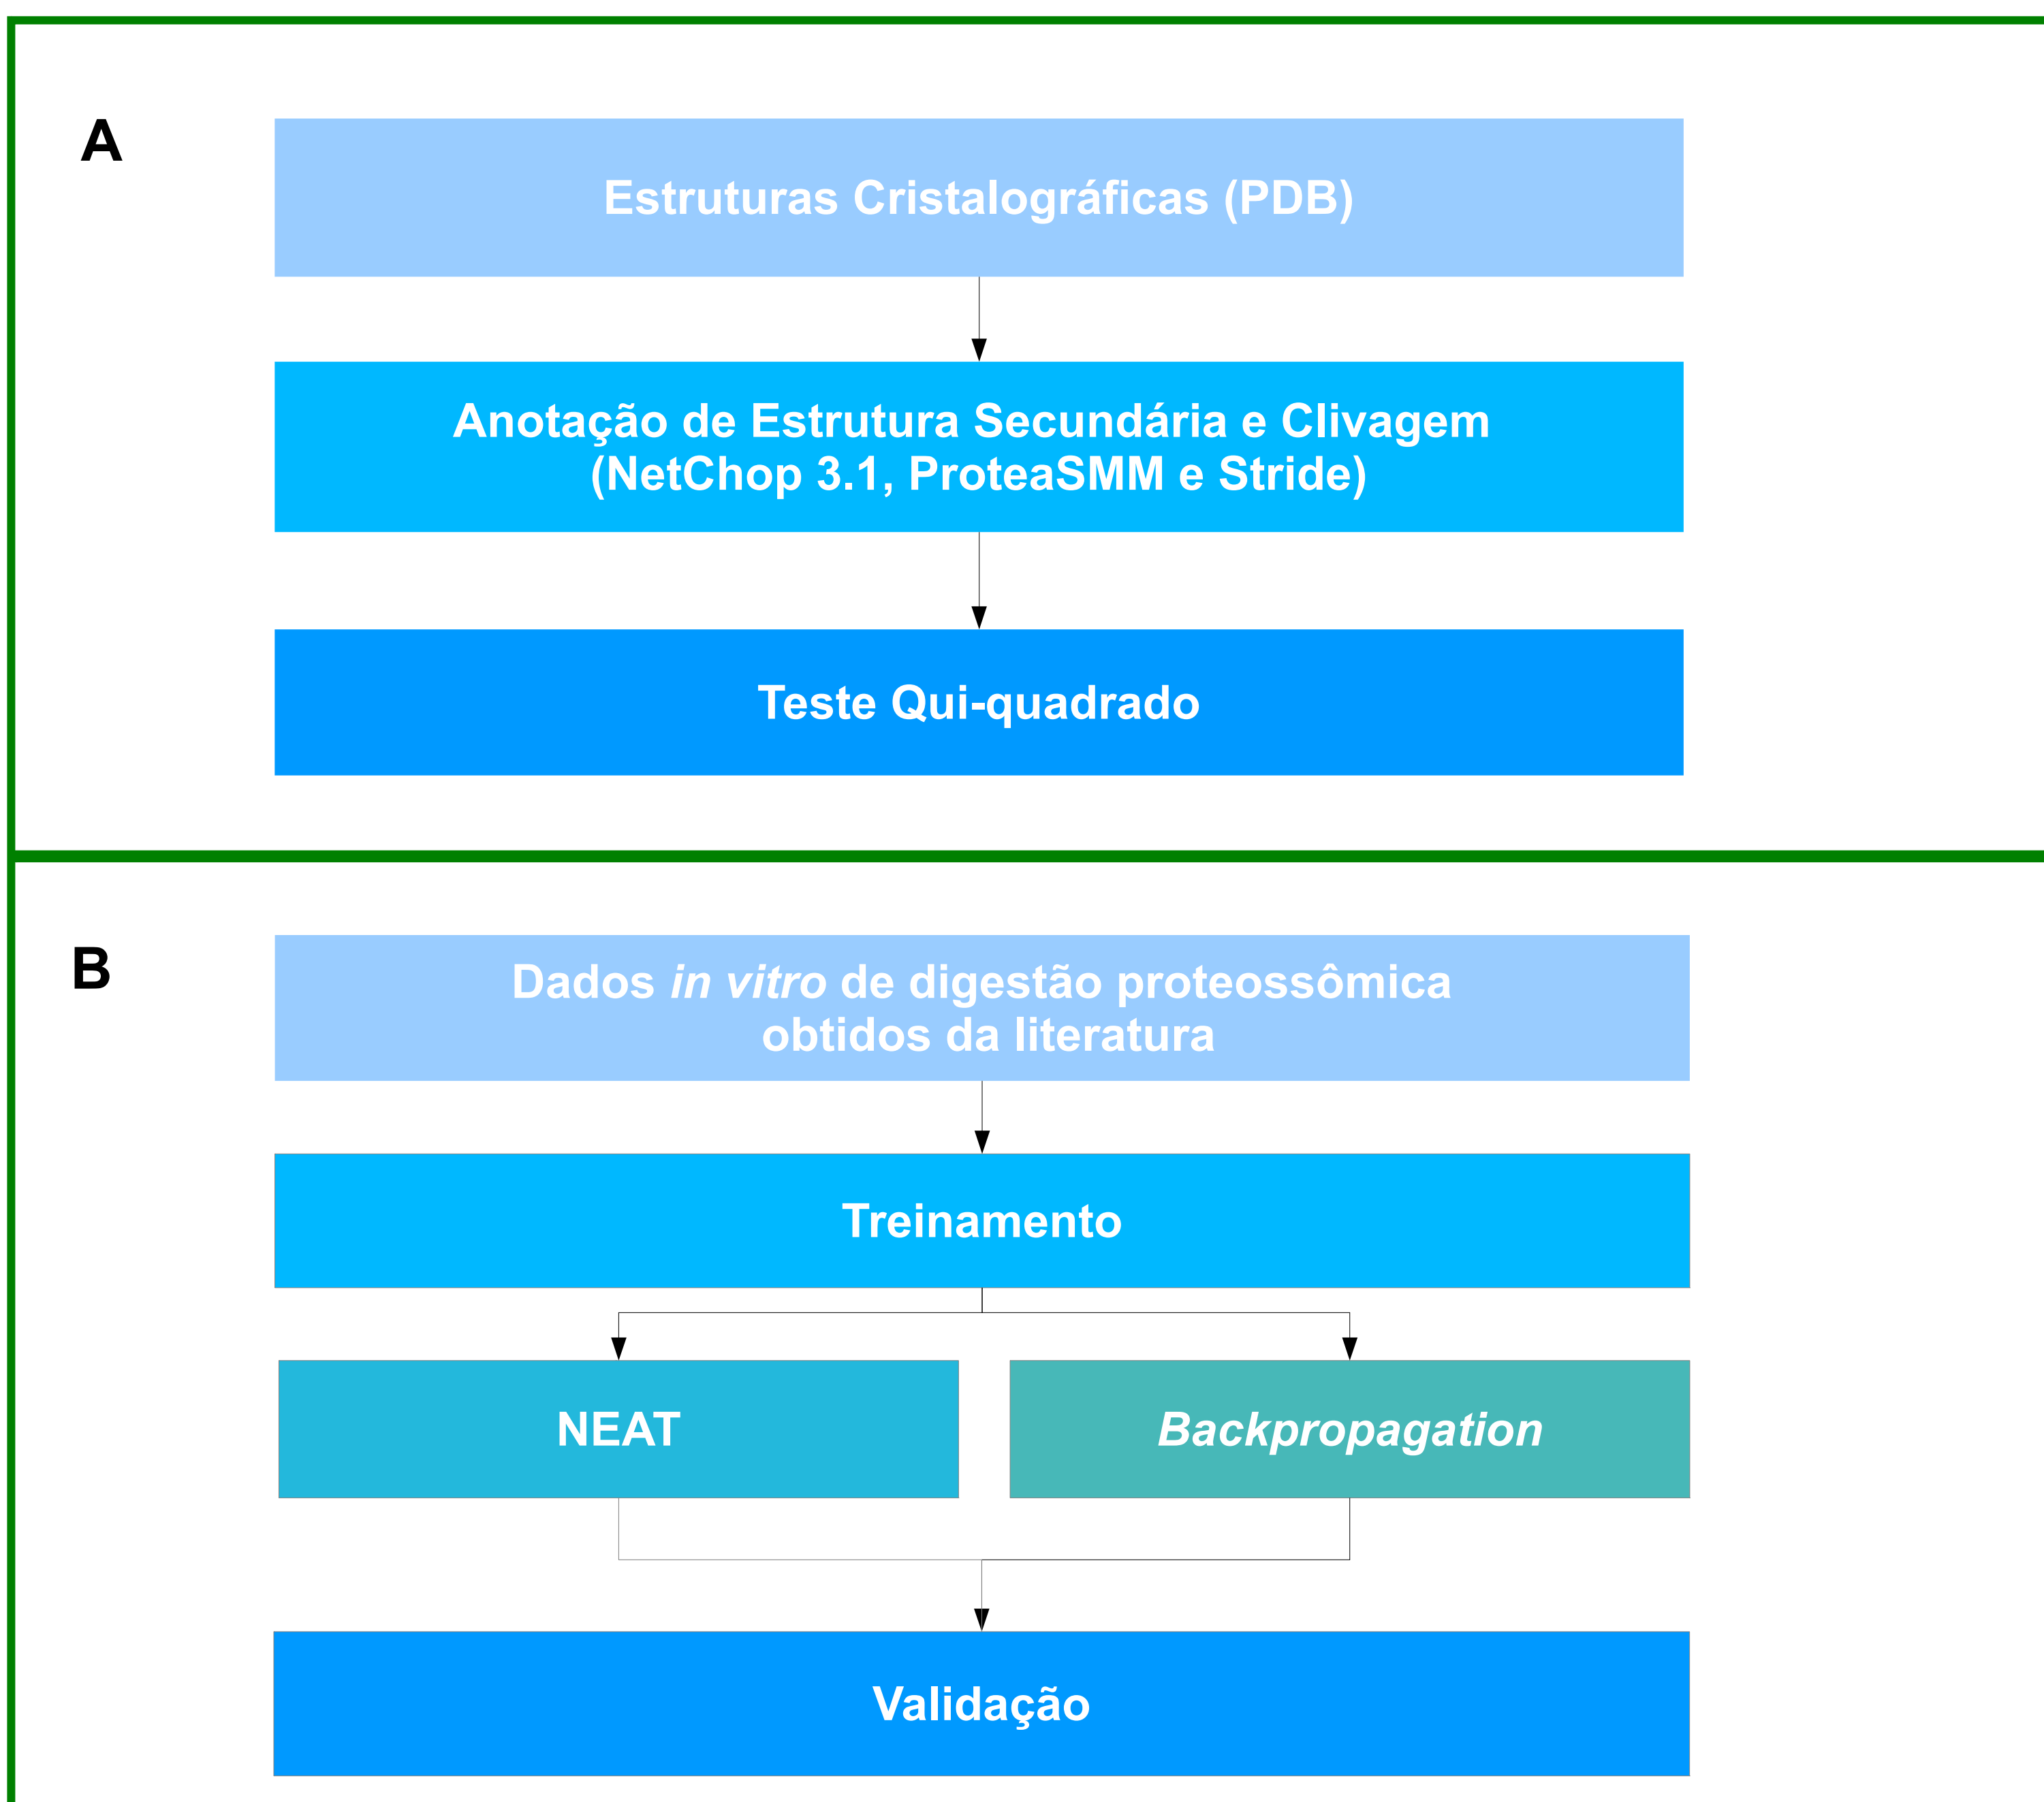 A
Estruturas Cristalográficas (PDB)
Anotação de Estrutura Secundária e Clivagem
(NetChop 3.1, ProteaSMM e Stride)
Teste Qui-quadrado
B
Dados in vitro de digestão proteossômica
obtidos da literatura
Treinamento
NEAT
Backpropagation
Validação